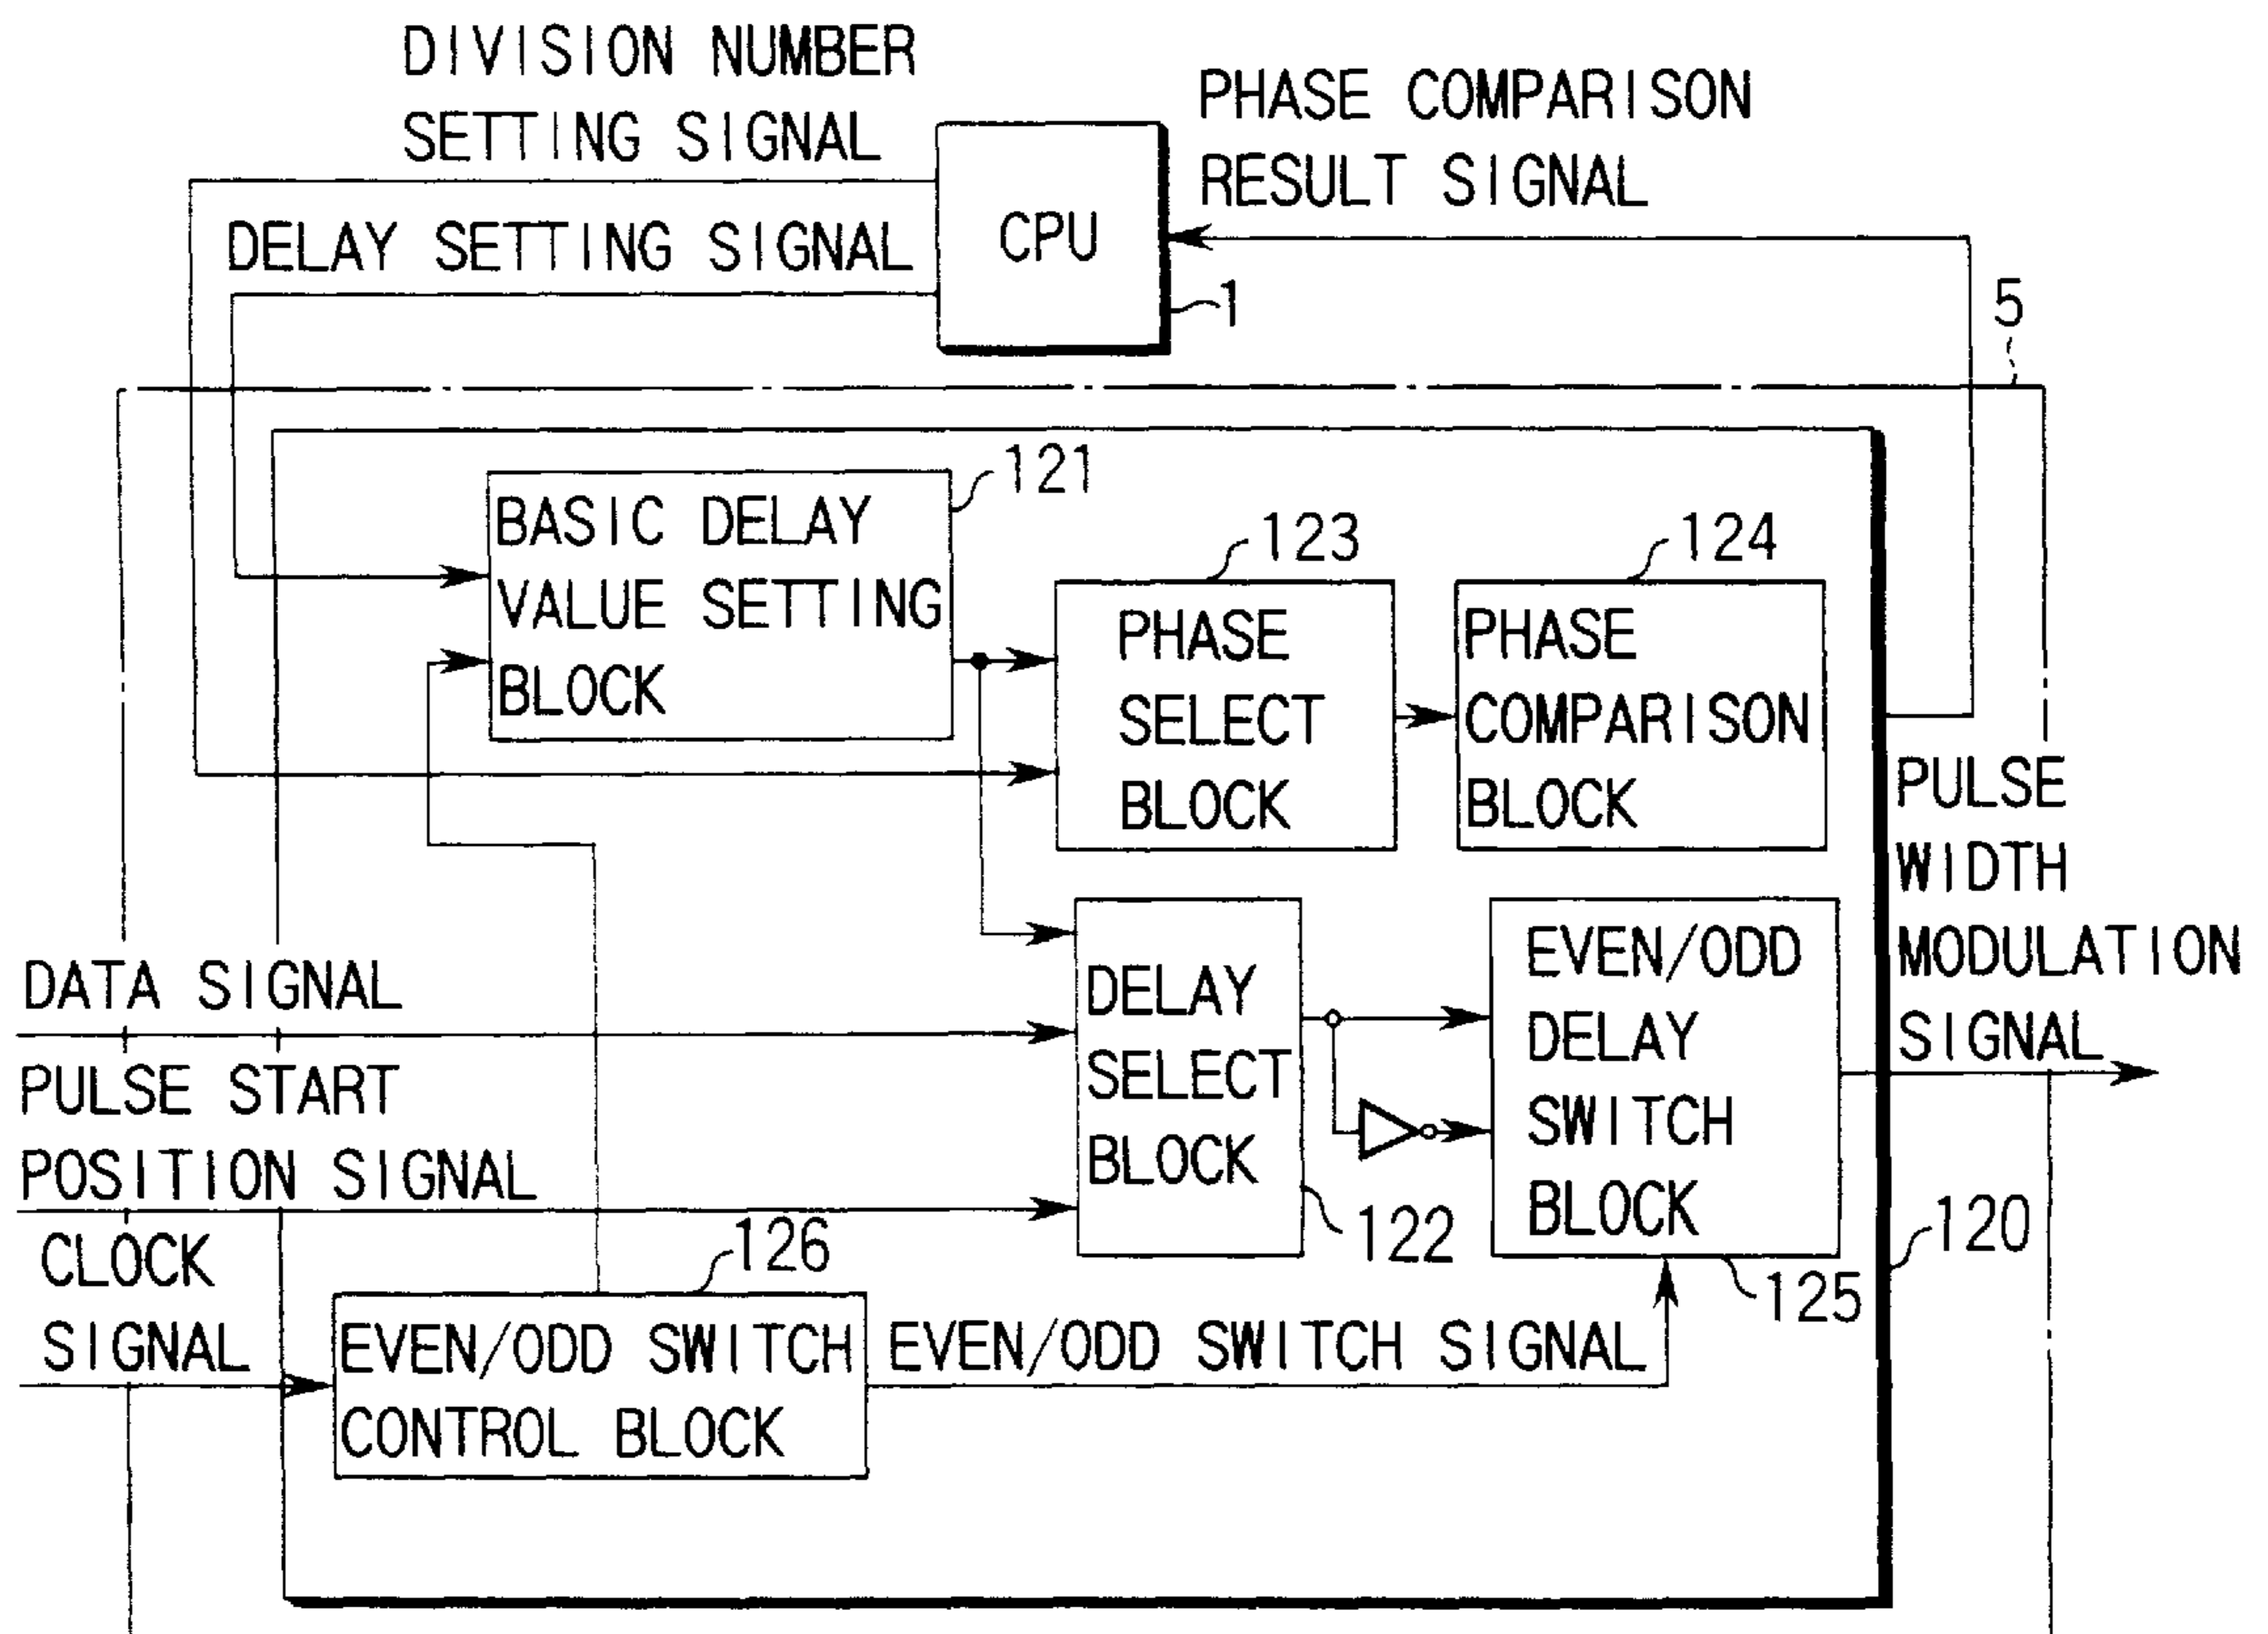 DIVISION NUMBER
SETTING SIGNAL
PHASE COMPARISON
RESULT SIGNAL
DELAY SETTING SIGNAL
CPU
1
5
121
BASIC DELAY
VALUE SETTING
BLOCK
123
PHASE
SELECT
BLOCK
124
PHASE
COMPARISON
BLOCK
PULSE
WIDTH
MODULATION
SIGNAL
DATA SIGNAL
PULSE START
POSITION SIGNAL
CLOCK
SIGNAL
DELAY
SELECT
BLOCK
122
EVEN/ODD
DELAY
SWITCH
BLOCK
125
120
126
EVEN/ODD SWITCH
CONTROL BLOCK
EVEN/ODD SWITCH SIGNAL